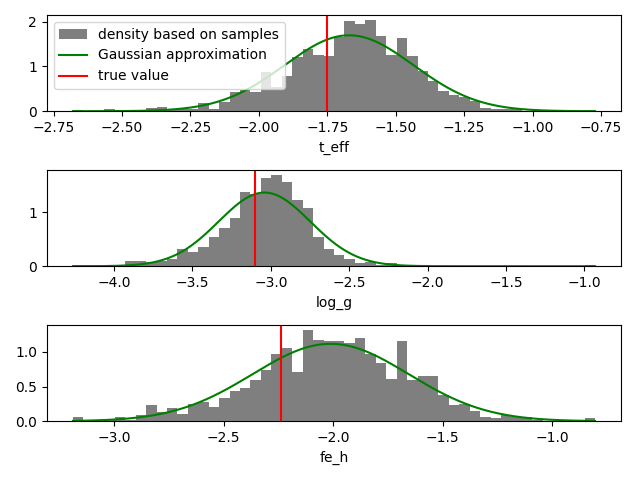 2
density based on samples
Gaussian approximation
1
true value
0
−2.75 −2.50 −2.25 −2.00 −1.75 −1.50 −1.25 −1.00 −0.75
t_eff
1
0
−4.0 −3.5 −3.0 −2.5 −2.0 −1.5 −1.0
log_g
1.0
0.5
0.0
−3.0 −2.5 −2.0 −1.5 −1.0
fe_h